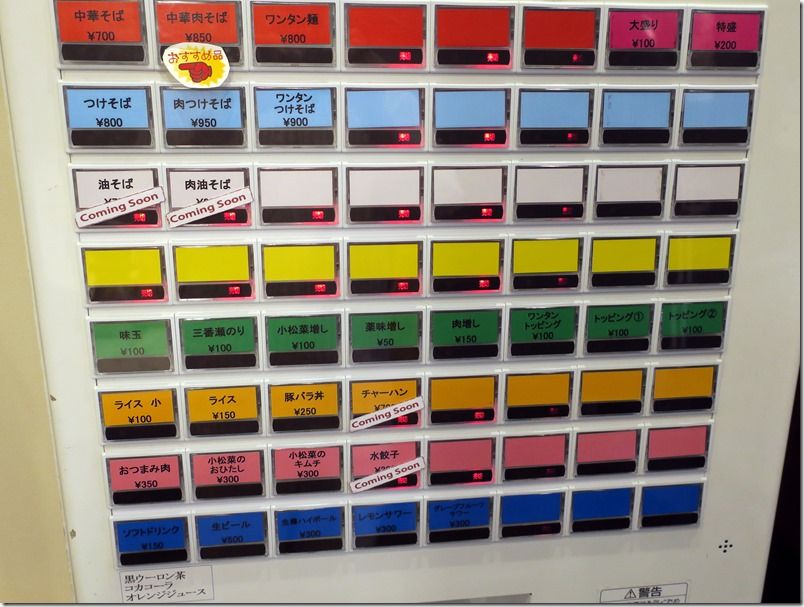 中華そば
¥700
中華肉そば
¥850
ワンタン麺
¥800
大盛り
¥100
特盛
¥200
おすすめ品
つけそば
¥800
肉つけそば
¥950
ワンタン
つけそば
¥900
油そば
Coming Soon
肉油そば
Coming Soon
味玉
¥100
三番瀬のり
¥100
小松菜増し
¥100
薬味増し
¥50
肉増し
¥150
ワンタン
トッピング
¥100
トッピング①
¥100
トッピング②
¥100
ライス 小
¥100
ライス
¥150
豚バラ丼
¥250
チャーハン
Coming Soon
おつまみ肉
¥350
小松菜の
おひたし
¥300
小松菜の
キムチ
¥300
水餃子
Coming Soon
ソフトドリンク
¥150
生ビール
¥500
ハイボール
¥300
レモンサワー
¥300
グレープフルーツ
サワー
¥300
黒ウーロン茶
コカコーラ
オレンジジュース
警告